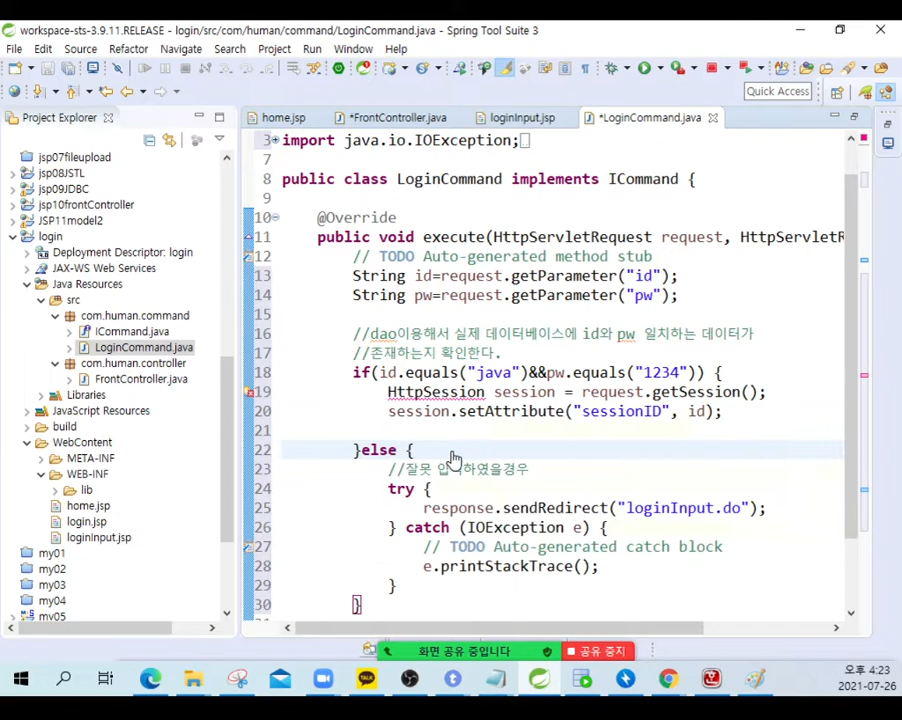 workspace-sts-3.9.11.RELEASE - login/src/com/human/command/LoginCommand.java - Spring Tool Suite 3
File Edit Source Refactor Navigate Search Project Run Window Help
Quick Access
Project Explorer
home.jsp *FrontController.java loginInput.jsp *LoginCommand.java
jsp07fileupload
jsp08JSTL
jsp09JDBC
jsp10frontController
JSP11model2
login
Deployment Descriptor: login
JAX-WS Web Services
Java Resources
src
com.human.command
ICommand.java
LoginCommand.java
com.human.controller
FrontController.java
Libraries
JavaScript Resources
build
WebContent
META-INF
WEB-INF
lib
home.jsp
login.jsp
loginInput.jsp
my01
my02
my03
my04
my05
3 import java.io.IOException;
7
8 public class LoginCommand implements ICommand {
9
10 @Override
11 public void execute(HttpServletRequest request, HttpServletR
12 // TODO Auto-generated method stub
13 String id=request.getParameter("id");
14 String pw=request.getParameter("pw");
15
16 //dao이용해서 실제 데이터베이스에 id와 pw 일치하는 데이터가
17 //존재하는지 확인한다.
18 if(id.equals("java")&&pw.equals("1234")) {
19 HttpSession session = request.getSession();
20 session.setAttribute("sessionID", id);
21
22 }else {
23 //잘못 입력하였을경우
24 try {
25 response.sendRedirect("loginInput.do");
26 } catch (IOException e) {
27 // TODO Auto-generated catch block
28 e.printStackTrace();
29 }
30 }
화면 공유 중입니다 공유 중지
TALK
오후 4:23
2021-07-26